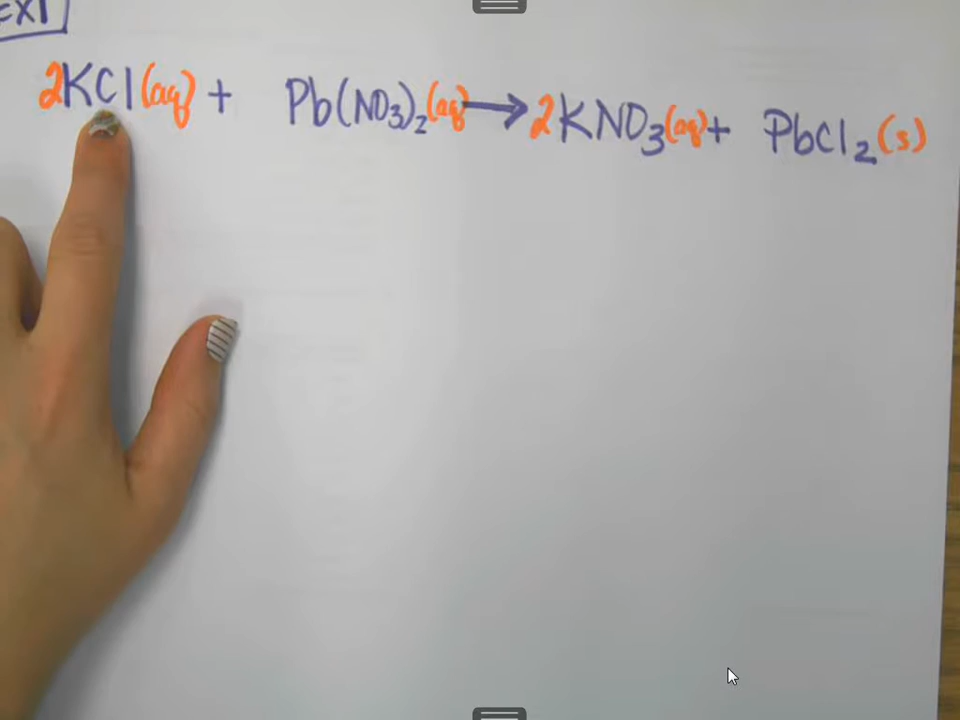 EX1
2KCl(aq) + Pb(NO₃)₂(aq) → 2KNO₃(aq) + PbCl₂(s)